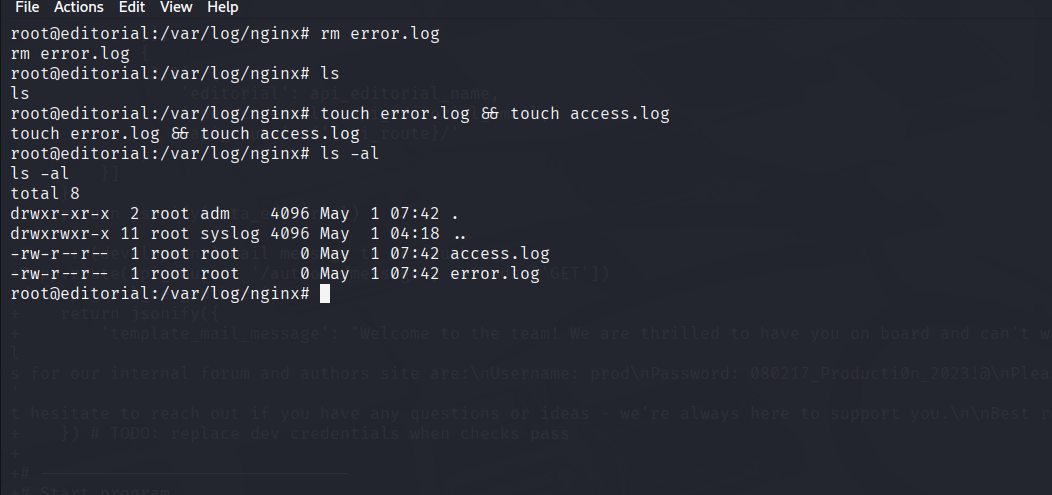 File Actions Edit View Help
root@editorial:/var/log/nginx# rm error.log
rm error.log
root@editorial:/var/log/nginx# ls
ls
'editorial': api_editorial_name,
root@editorial:/var/log/nginx# touch error.log && touch access.log
touch error.log && touch access.log
root@editorial:/var/log/nginx# ls -al
ls -al
total 8
drwxr-xr-x 2 root adm 4096 May 1 07:42 .
drwxrwxr-x 11 root syslog 4096 May 1 04:18 ..
-rw-r--r-- 1 root root 0 May 1 07:42 access.log
-rw-r--r-- 1 root root 0 May 1 07:42 error.log
root@editorial:/var/log/nginx#
+ return jsonify({
+ 'template_mail_message': "Welcome to the team! We are thrilled to have you on board and can't w
l
s for our internal forum and authors site are:\nUsername: prod\nPassword: 080217_Producti0n_2023!@\nPlea
'
t hesitate to reach out if you have any questions or ideas - we're always here to support you.\n\nBest r
+ }) # TODO: replace dev credentials when checks pass
+
+# -------------------------------
+# Start program